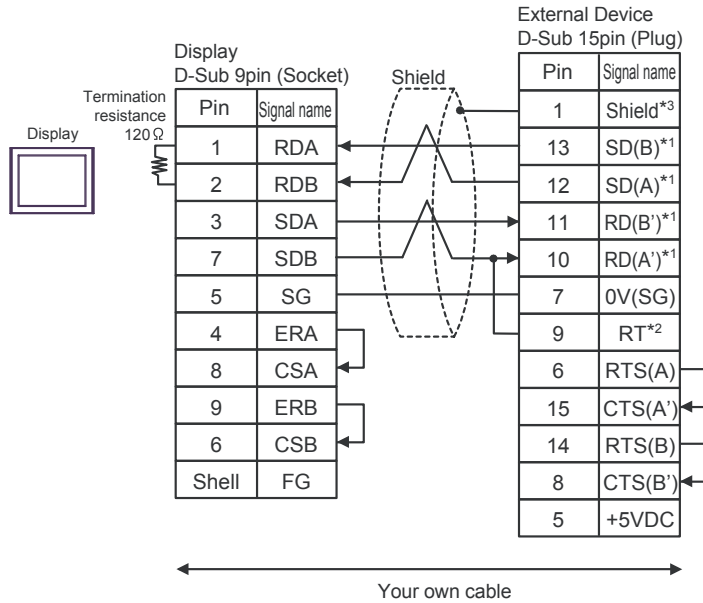 External Device
D-Sub 15pin (Plug)
Display
D-Sub 9pin (Socket)
Shield
Termination
resistance
120Ω
Display
Pin Signal name
1 RDA
2 RDB
3 SDA
7 SDB
5 SG
4 ERA
8 CSA
9 ERB
6 CSB
Shell FG
Pin Signal name
1 Shield*3
13 SD(B)*1
12 SD(A)*1
11 RD(B')*1
10 RD(A')*1
7 0V(SG)
9 RT*2
6 RTS(A)
15 CTS(A')
14 RTS(B)
8 CTS(B')
5 +5VDC
Your own cable